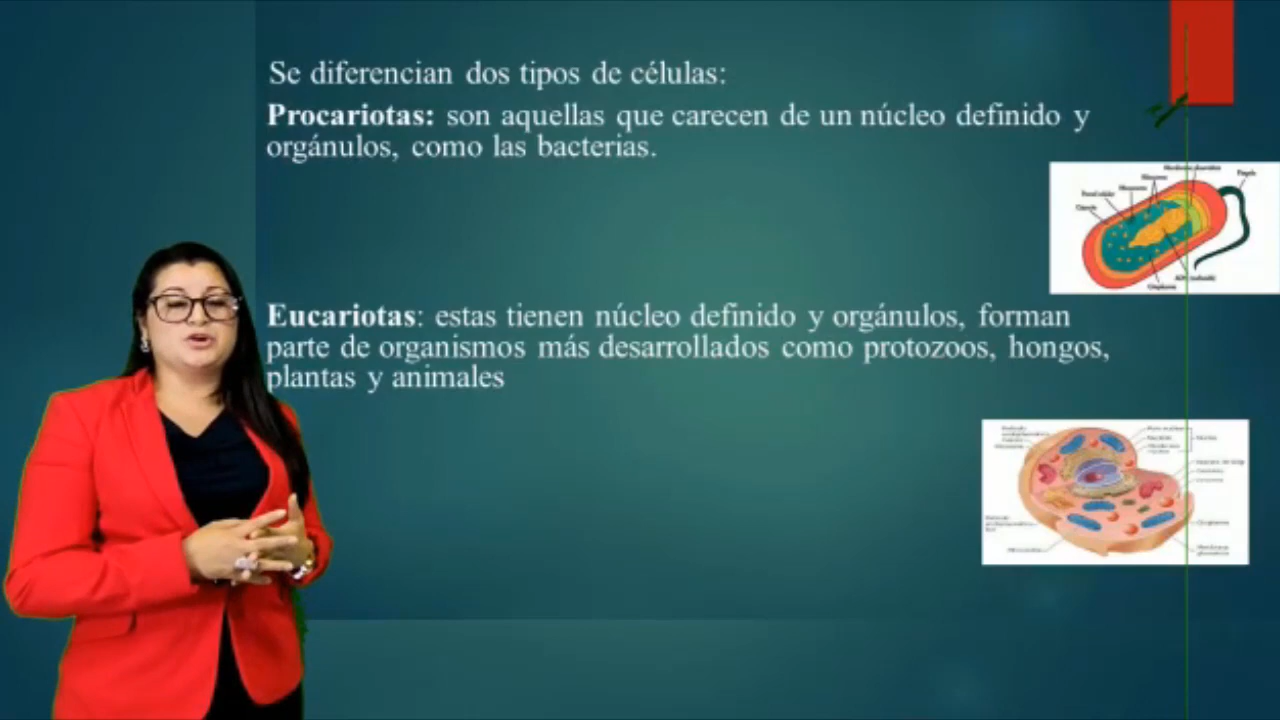 Se diferencian dos tipos de células:
Procariotas: son aquellas que carecen de un núcleo definido y
orgánulos, como las bacterias.
Eucariotas: estas tienen núcleo definido y orgánulos, forman
parte de organismos más desarrollados como protozoos, hongos,
plantas y animales